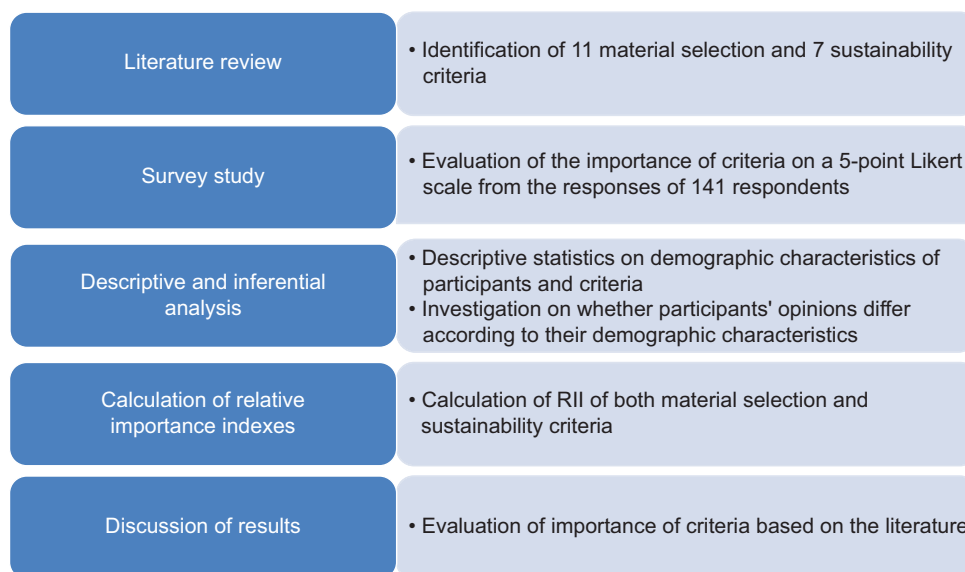 Literature review
• Identification of 11 material selection and 7 sustainability
criteria
Survey study
• Evaluation of the importance of criteria on a 5-point Likert
scale from the responses of 141 respondents
Descriptive and inferential
analysis
• Descriptive statistics on demographic characteristics of
participants and criteria
• Investigation on whether participants' opinions differ
according to their demographic characteristics
Calculation of relative
importance indexes
• Calculation of RII of both material selection and
sustainability criteria
Discussion of results
• Evaluation of importance of criteria based on the literature